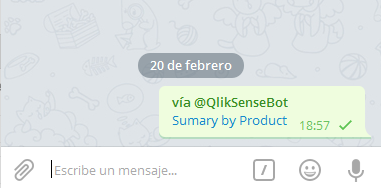 20 de febrero
vía @QlikSenseBot
Sumary by Product
18:57
Escribe un mensaje...